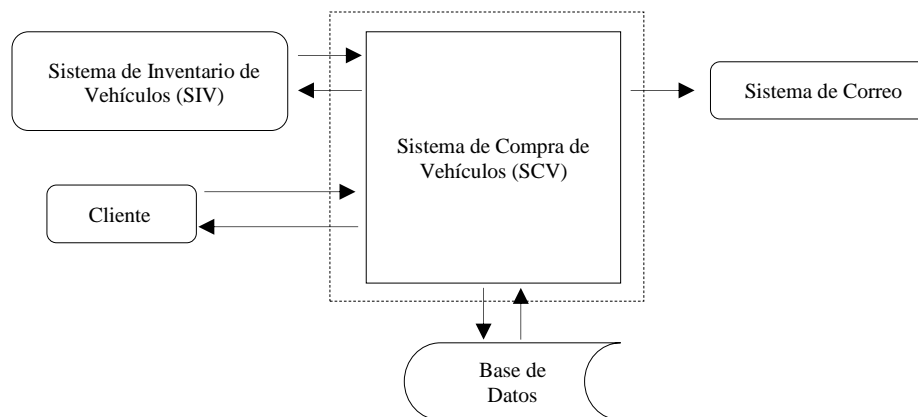 Sistema de Inventario de
Vehículos (SIV)
Sistema de Correo
Sistema de Compra de
Vehículos (SCV)
Cliente
Base de
Datos